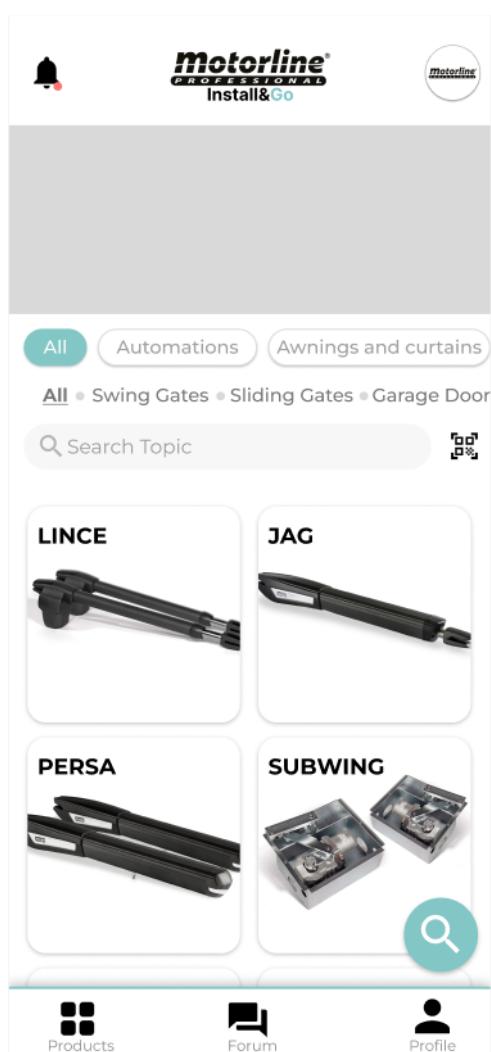 motorline®
PROFESSIONAL
Install&Go
motorline
All
Automations
Awnings and curtains
All
Swing Gates
Sliding Gates
Garage Door
Search Topic
LINCE
JAG
PERSA
SUBWING
Products
Forum
Profile